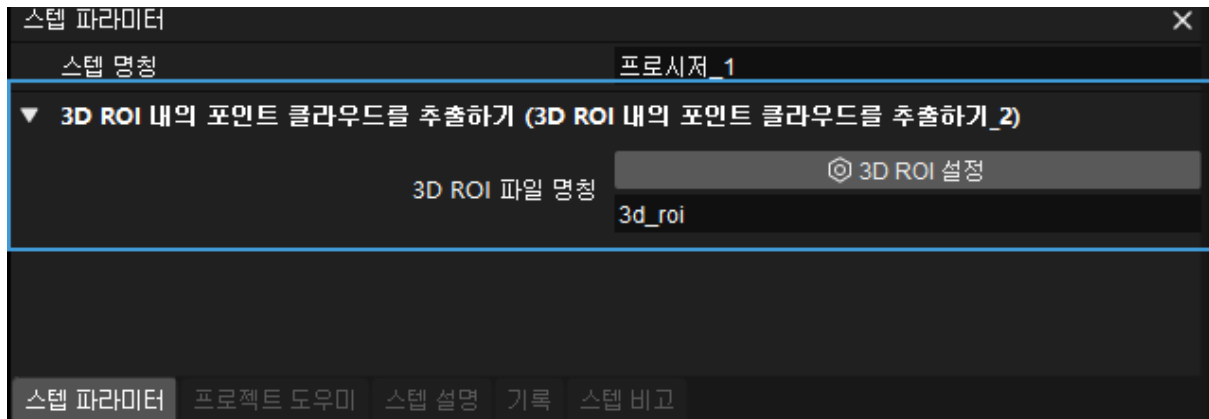 스텝 파라미터
스텝 명칭 프로시저_1
3D ROI 내의 포인트 클라우드를 추출하기 (3D ROI 내의 포인트 클라우드를 추출하기_2)
3D ROI 파일 명칭 3D ROI 설정
3d_roi
스텝 파라미터 프로젝트 도우미 스텝 설명 기록 스텝 비고